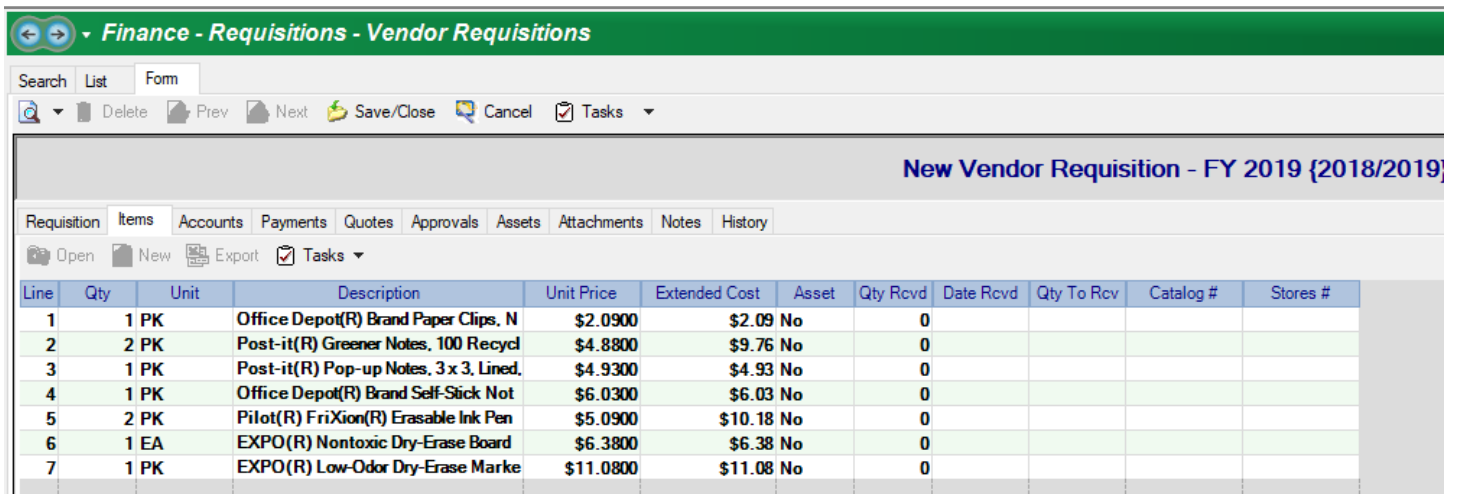 Finance - Requisitions - Vendor Requisitions
Search List Form
Delete Prev Next Save/Close Cancel Tasks
New Vendor Requisition - FY 2019 {2018/2019}
Requisition Items Accounts Payments Quotes Approvals Assets Attachments Notes History
Open New Export Tasks
Line Qty Unit Description Unit Price Extended Cost Asset Qty Rcvd Date Rcvd Qty To Rcv Catalog # Stores #
1 1 PK Office Depot(R) Brand Paper Clips, N $2.0900 $2.09 No 0
2 2 PK Post-it(R) Greener Notes, 100 Recycl $4.8800 $9.76 No 0
3 1 PK Post-it(R) Pop-up Notes, 3 x 3, Lined, $4.9300 $4.93 No 0
4 1 PK Office Depot(R) Brand Self-Stick Not $6.0300 $6.03 No 0
5 2 PK Pilot(R) FriXion(R) Erasable Ink Pen $5.0900 $10.18 No 0
6 1 EA EXPO(R) Nontoxic Dry-Erase Board $6.3800 $6.38 No 0
7 1 PK EXPO(R) Low-Odor Dry-Erase Marke $11.0800 $11.08 No 0